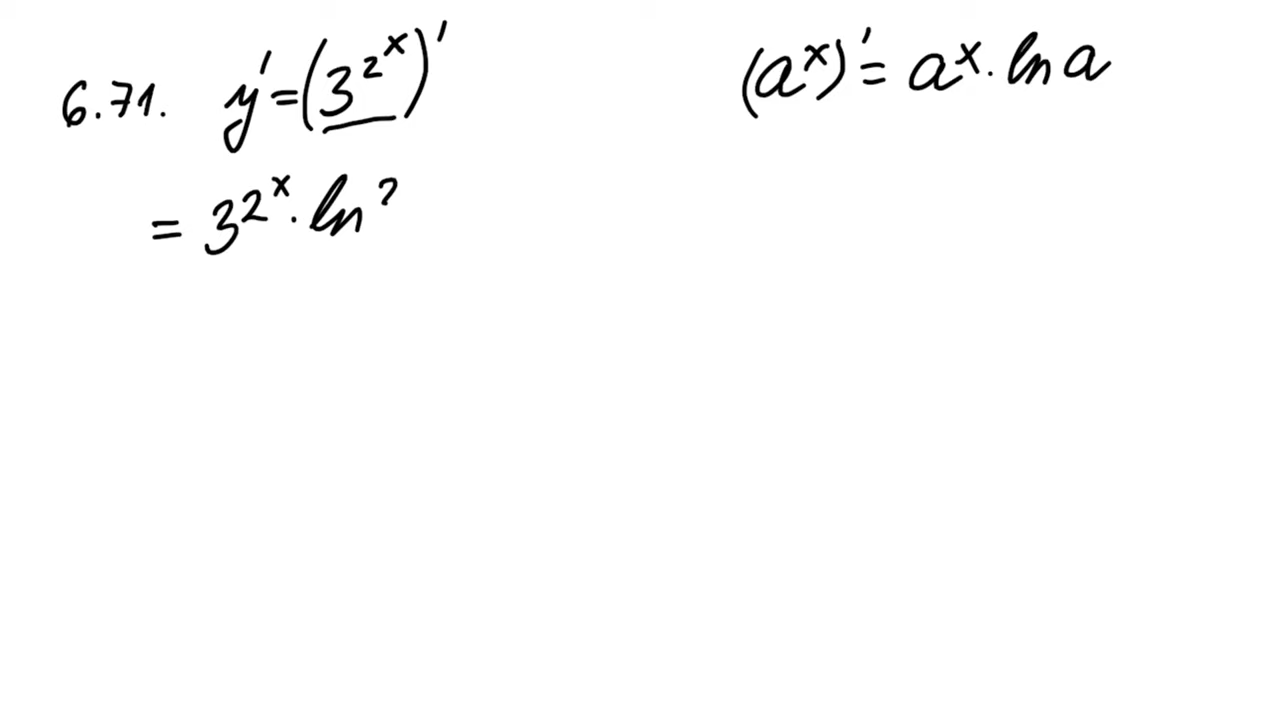 6.71. y' = (3^{2^x})' (a^x)' = a^x · ln a
= 3^{2^x} · ln